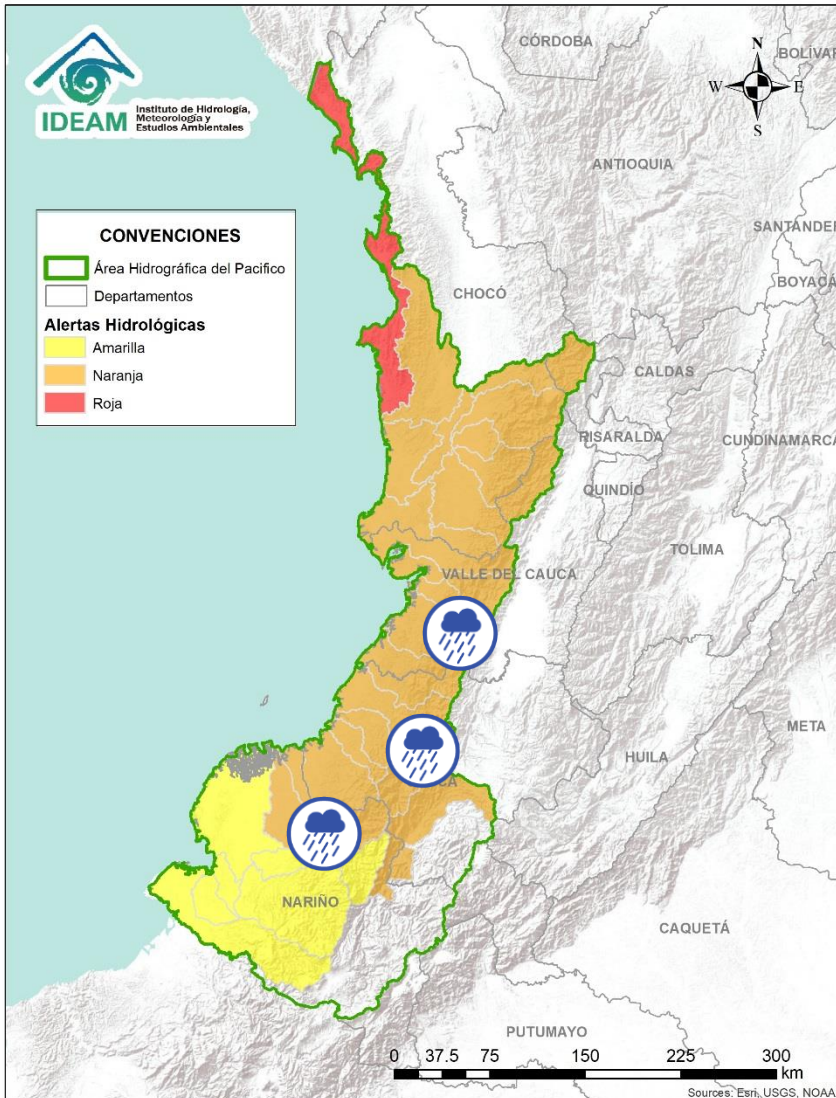 CÓRDOBA
BOLÍVAR
N
W E
S
IDEAM
Instituto de Hidrología,
Meteorología y
Estudios Ambientales
ANTIOQUIA
SANTANDER
BOYACÁ
CONVENCIONES
Área Hidrográfica del Pacifico
Departamentos
Alertas Hidrológicas
Amarilla
Naranja
Roja
CHOCÓ
CALDAS
RISARALDA
CUNDINAMARCA
QUINDÍO
TOLIMA
VALLE DEL CAUCA
META
HUILA
CA
NARIÑO
CAQUETÁ
PUTUMAYO
0 37.5 75 150 225 300
km
Sources: Esri, USGS, NOAA